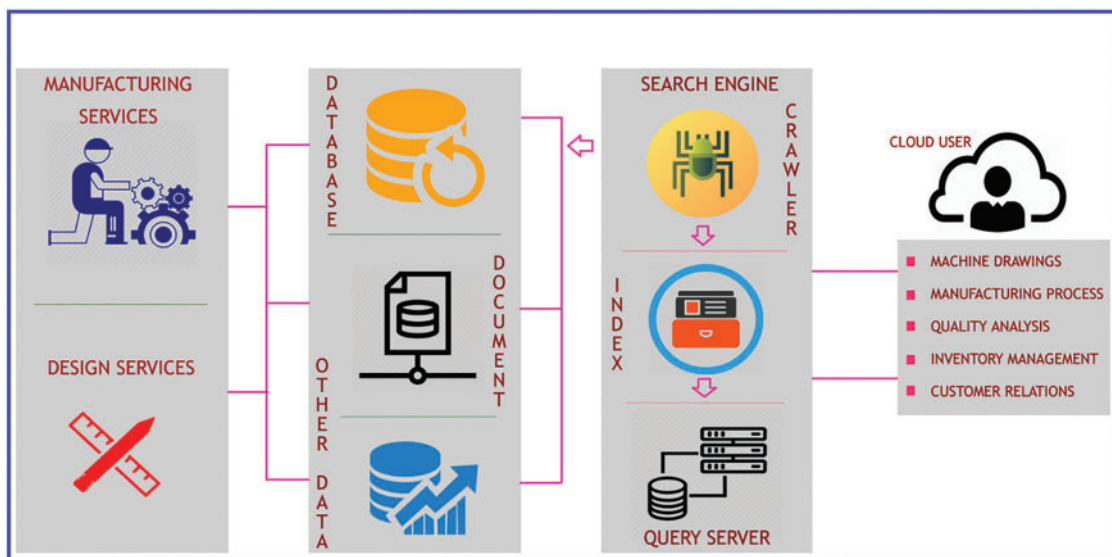 MANUFACTURING
SERVICES
DESIGN SERVICES
DATABASE
DOCUMENT
OTHER DATA
SEARCH ENGINE
CRAWLER
INDEX
QUERY SERVER
CLOUD USER
MACHINE DRAWINGS
MANUFACTURING PROCESS
QUALITY ANALYSIS
INVENTORY MANAGEMENT
CUSTOMER RELATIONS